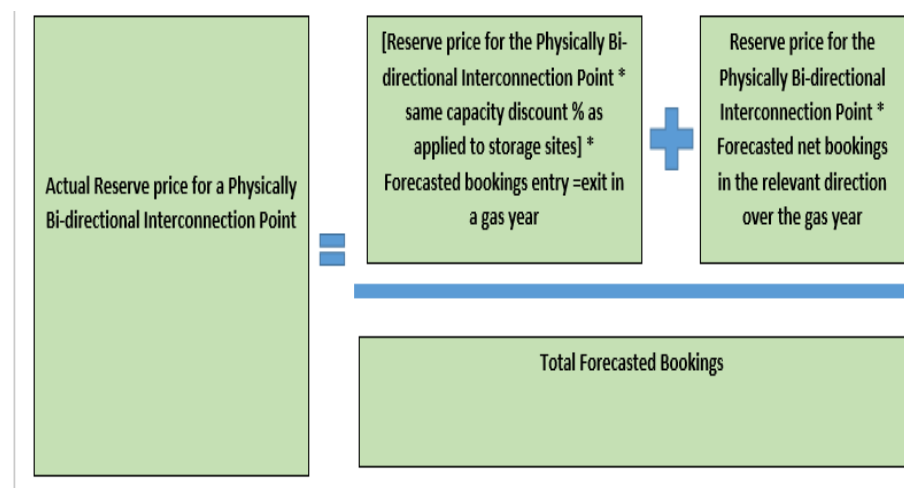 Actual Reserve price for a Physically
Bi-directional Interconnection Point
[Reserve price for the Physically Bi-
directional Interconnection Point *
same capacity discount % as
applied to storage sites] *
Forecasted bookings entry =exit in
a gas year
Reserve price for the
Physically Bi-directional
Interconnection Point *
Forecasted net bookings
in the relevant direction
over the gas year
Total Forecasted Bookings